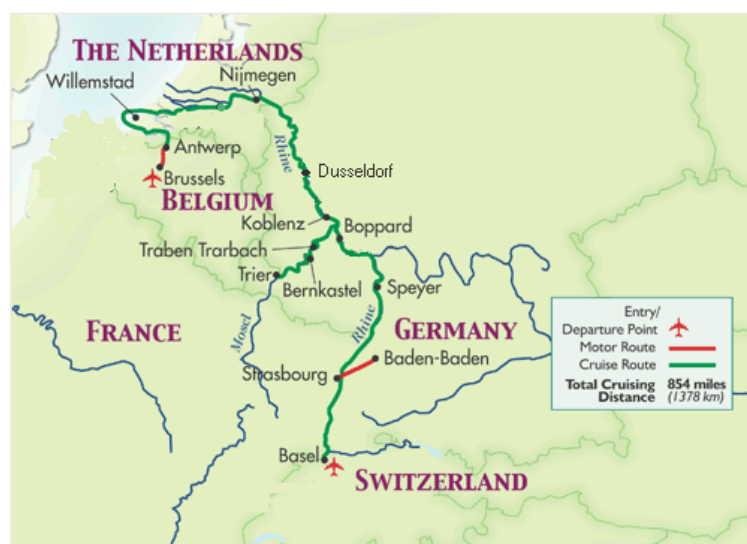 THE NETHERLANDS
Willemstad
Nijmegen
Rhine
Antwerp
Dusseldorf
Brussels
BELGIUM
Koblenz
Boppard
Traben Trarbach
Trier
Bernkastel
Speyer
Mosel
Rhine
FRANCE
GERMANY
Baden-Baden
Strasbourg
Basel
SWITZERLAND
Entry/
Departure Point
Motor Route
Cruise Route
Total Cruising 854 miles
Distance (1378 km)